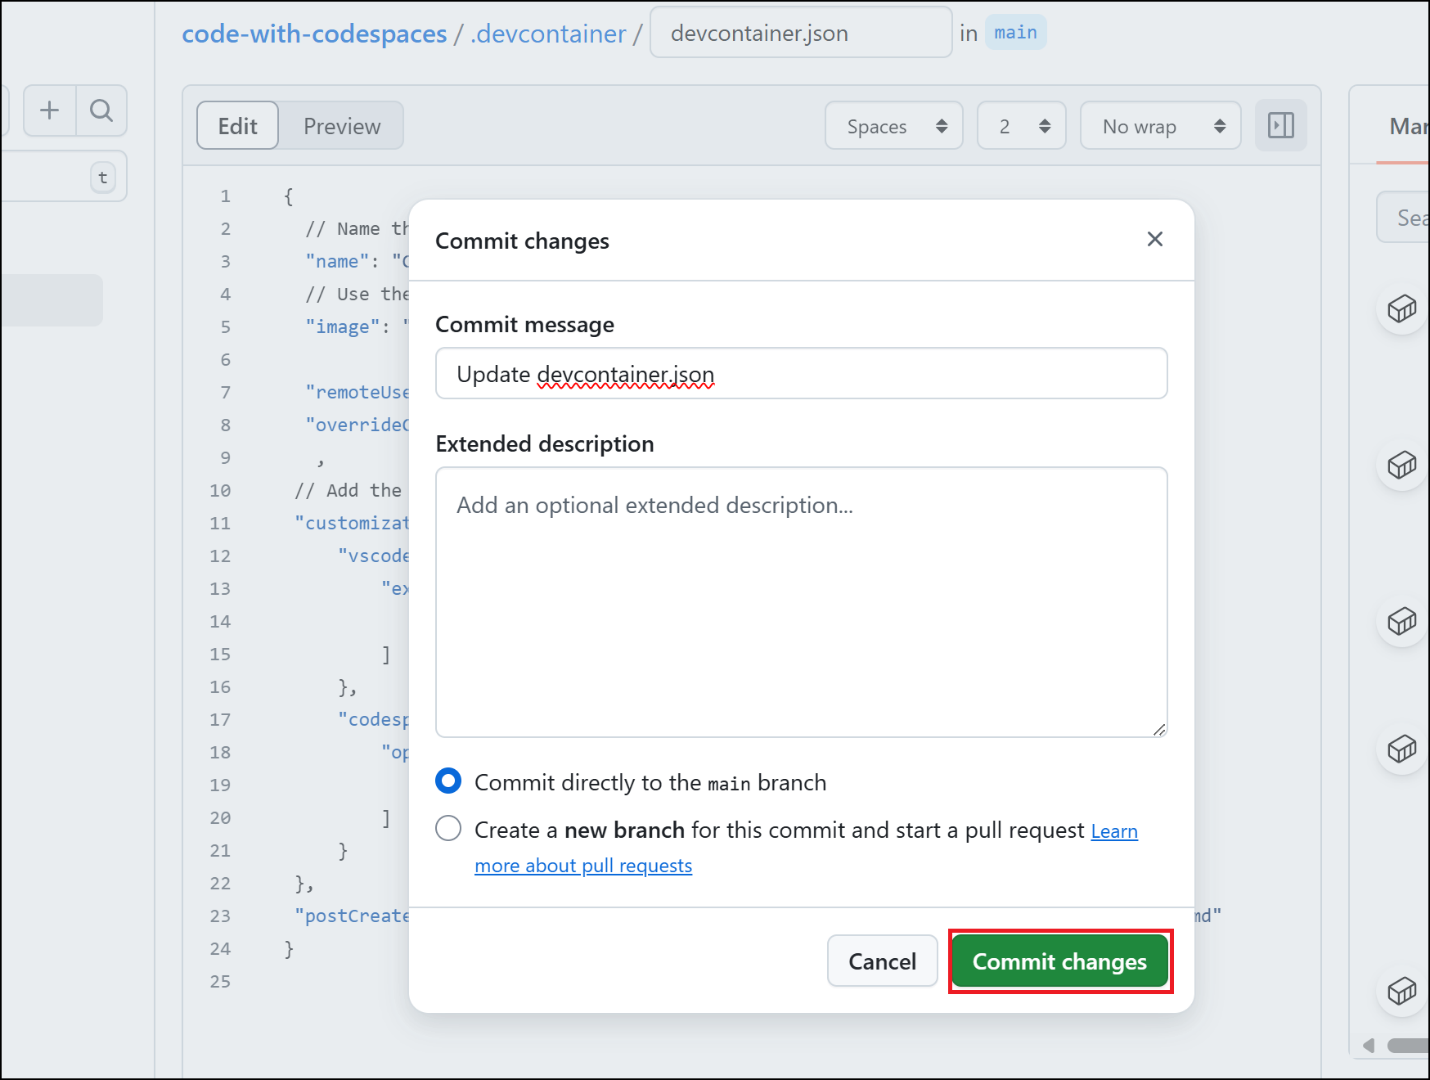 code-with-codespaces / .devcontainer / devcontainer.json in main
Edit Preview Spaces 2 No wrap
t
1 {
2 // Name th
3 "name": "C
4 // Use the
5 "image": "
6
7 "remoteUse
8 "overrideC
9 ,
10 // Add the
11 "customizat
12 "vscode
13 "ex
14
15 ]
16 },
17 "codesp
18 "op
19
20 ]
21 }
22 },
23 "postCreate md"
24 }
25
Commit changes
Commit message
Update devcontainer.json
Extended description
Add an optional extended description...
Commit directly to the main branch
Create a new branch for this commit and start a pull request Learn
more about pull requests
Cancel Commit changes
Mar
Sea